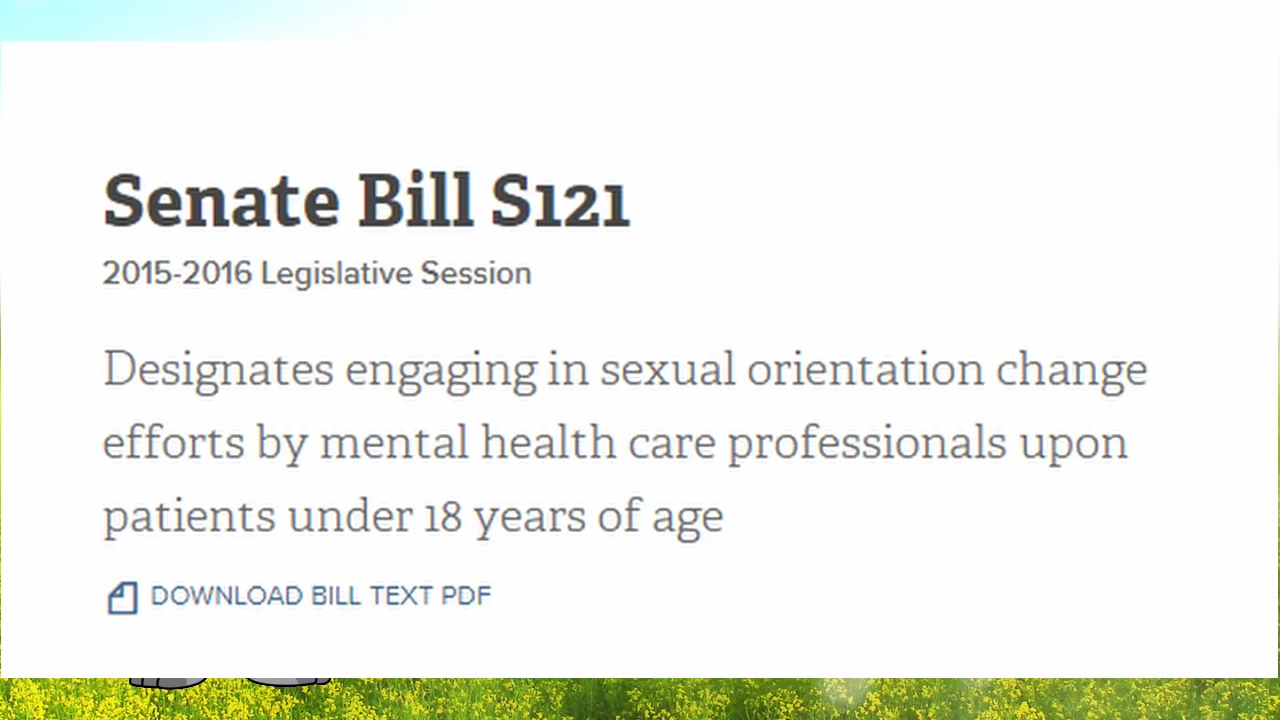 Senate Bill S121
2015-2016 Legislative Session
Designates engaging in sexual orientation change
efforts by mental health care professionals upon
patients under 18 years of age
DOWNLOAD BILL TEXT PDF